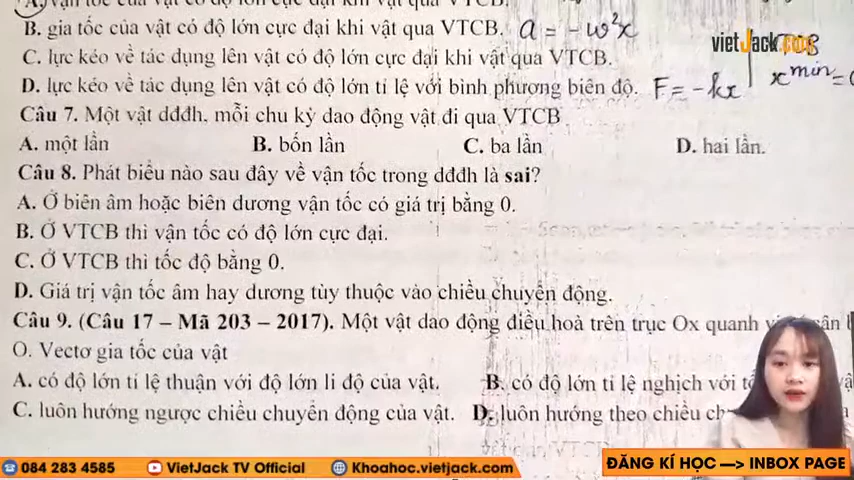 B. gia tốc của vật có độ lớn cực đại khi vật qua VTCB. a = -ω²x
C. lực kéo về tác dụng lên vật có độ lớn cực đại khi vật qua VTCB.
vietJack.com
D. lực kéo về tác dụng lên vật có độ lớn tỉ lệ với bình phương biên độ. F = -kx
x min =
Câu 7. Một vật dđđh, mỗi chu kỳ dao động vật đi qua VTCB
A. một lần B. bốn lần C. ba lần D. hai lần.
Câu 8. Phát biểu nào sau đây về vận tốc trong dđđh là sai?
A. Ở biên âm hoặc biên dương vận tốc có giá trị bằng 0.
B. Ở VTCB thì vận tốc có độ lớn cực đại.
C. Ở VTCB thì tốc độ bằng 0.
D. Giá trị vận tốc âm hay dương tùy thuộc vào chiều chuyển động.
Câu 9. (Câu 17 – Mã 203 – 2017). Một vật dao động điều hoà trên trục Ox quanh
O. Vectơ gia tốc của vật
A. có độ lớn tỉ lệ thuận với độ lớn li độ của vật. B. có độ lớn tỉ lệ nghịch với
C. luôn hướng ngược chiều chuyển động của vật. D. luôn hướng theo chiều
084 283 4585 VietJack TV Official Khoahoc.vietjack.com
ĐĂNG KÍ HỌC —> INBOX PAGE